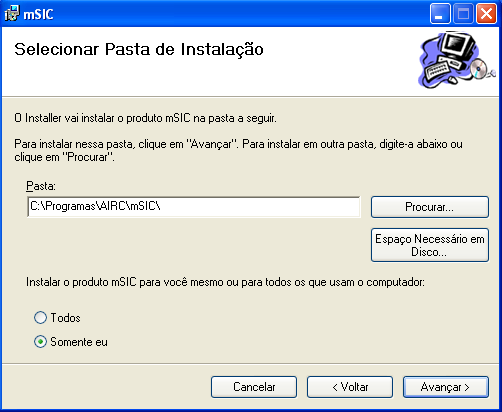 mSIC
Selecionar Pasta de Instalação
O Installer vai instalar o produto mSIC na pasta a seguir.
Para instalar nessa pasta, clique em "Avançar". Para instalar em outra pasta, digite-a abaixo ou
clique em "Procurar".
Pasta:
C:\Programas\AIRC\mSIC\
Procurar...
Espaço Necessário em
Disco...
Instalar o produto mSIC para você mesmo ou para todos os que usam o computador:
Todos
Somente eu
Cancelar
< Voltar
Avançar >